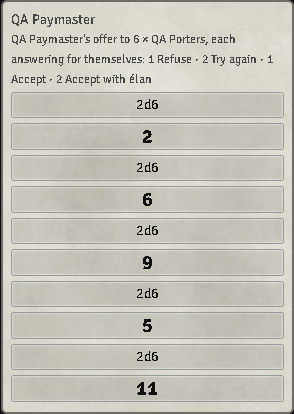 QA Paymaster
QA Paymaster's offer to 6 × QA Porters, each
answering for themselves: 1 Refuse · 2 Try again · 1
Accept · 2 Accept with élan
2d6
2
2d6
6
2d6
9
2d6
5
2d6
11